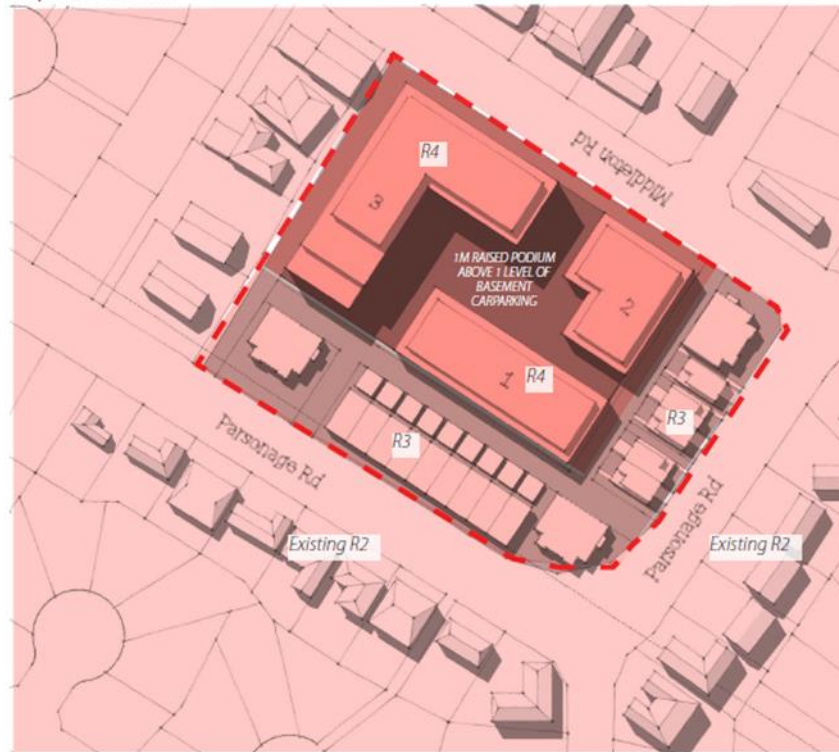 Middleton Rd
R4
3
1M RAISED PODIUM
ABOVE 1 LEVEL OF
BASEMENT
CARPARKING
2
1
R4
R3
R3
Parsonage Rd
Parsonage Rd
Existing R2
Existing R2